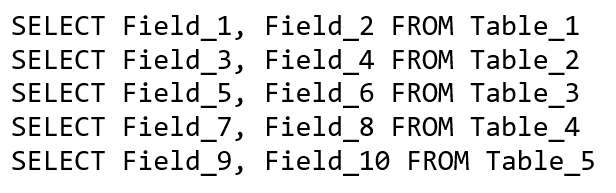 SELECT Field_1, Field_2 FROM Table_1
SELECT Field_3, Field_4 FROM Table_2
SELECT Field_5, Field_6 FROM Table_3
SELECT Field_7, Field_8 FROM Table_4
SELECT Field_9, Field_10 FROM Table_5